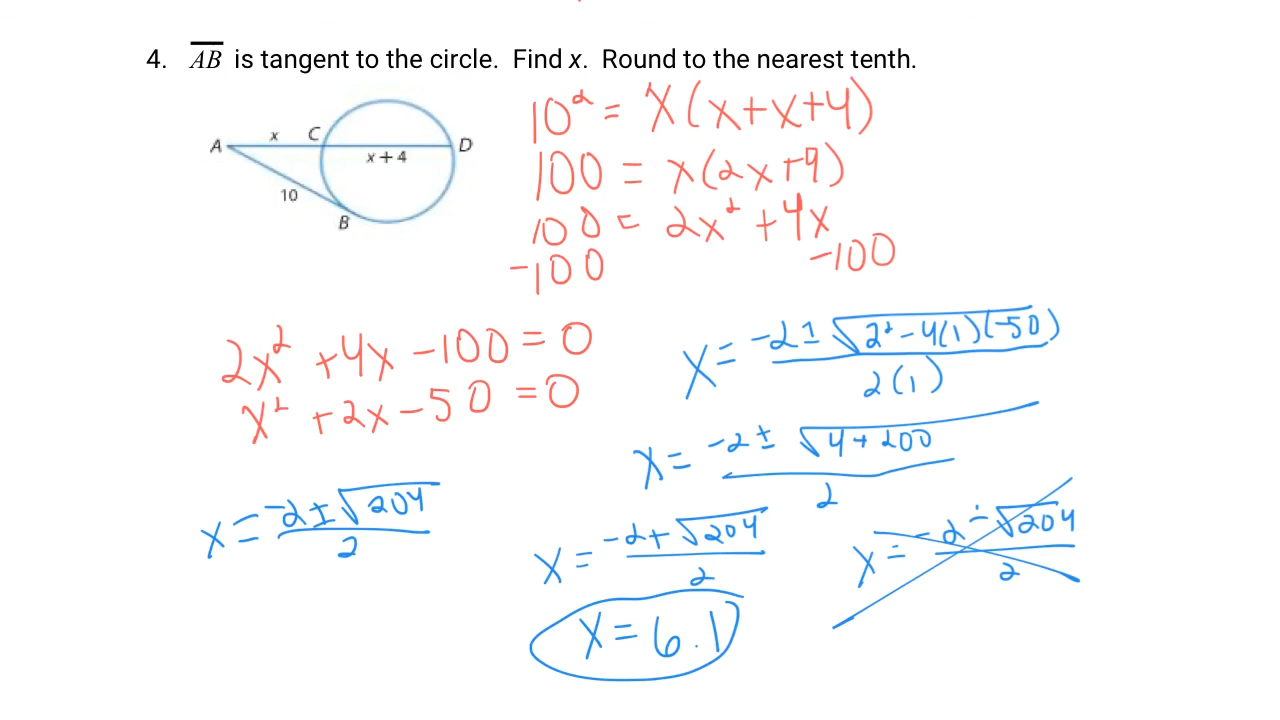 4. AB is tangent to the circle. Find x. Round to the nearest tenth.
A x C D
x + 4
10
B
10² = x(x+x+4)
100 = x(2x+4)
100 = 2x² + 4x
-100 -100
2x² + 4x - 100 = 0
x² + 2x - 50 = 0
x = -2 ± √204 / 2
x = -2 ± √2² - 4(1)(-50) / 2(1)
x = -2 ± √4 + 200 / 2
x = -2 + √204 / 2
x = -2 - √204 / 2
x = 6.1